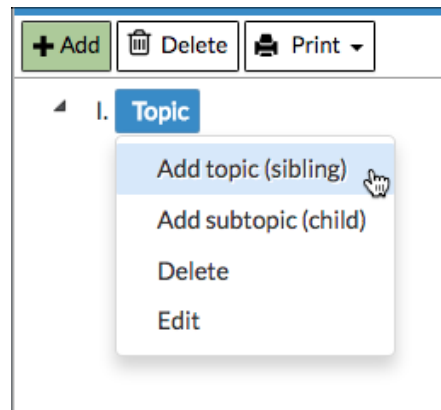 Add Delete Print
I. Topic
Add topic (sibling)
Add subtopic (child)
Delete
Edit